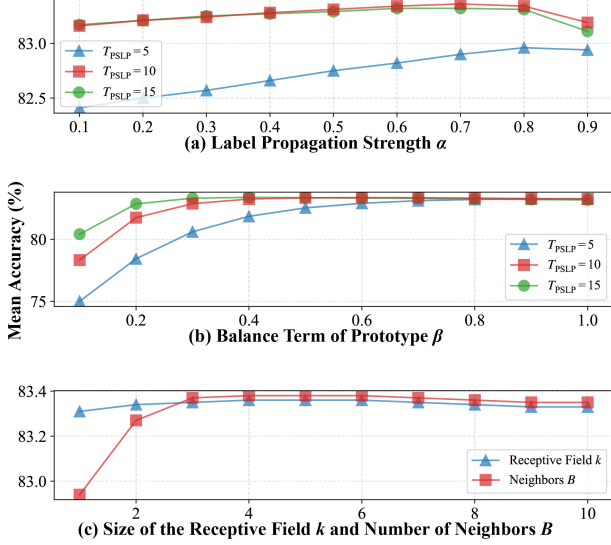 83.0
82.5
T_PSLP = 5
T_PSLP = 10
T_PSLP = 15
0.1 0.2 0.3 0.4 0.5 0.6 0.7 0.8 0.9
(a) Label Propagation Strength α
Mean Accuracy (%)
80
75
T_PSLP = 5
T_PSLP = 10
T_PSLP = 15
0.2 0.4 0.6 0.8 1.0
(b) Balance Term of Prototype β
83.4
83.2
83.0
Receptive Field k
Neighbors B
2 4 6 8 10
(c) Size of the Receptive Field k and Number of Neighbors B